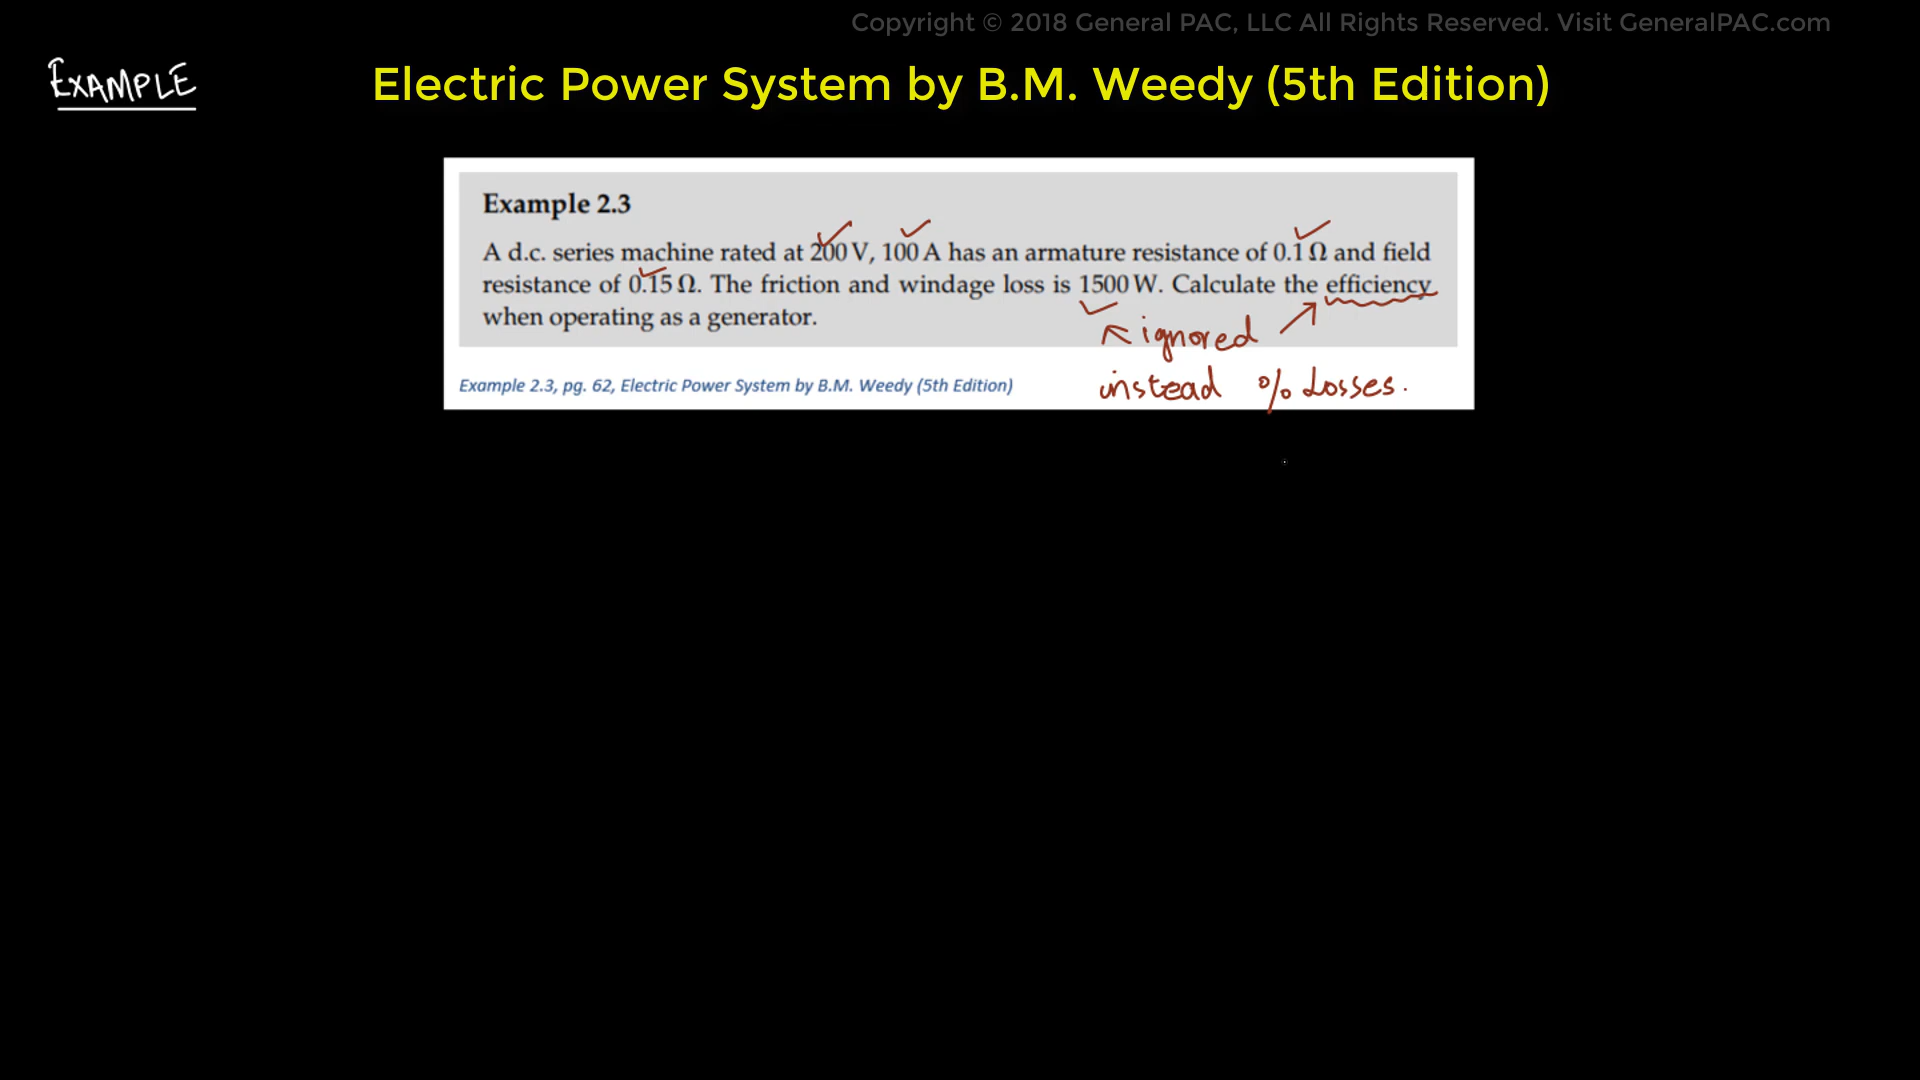 Copyright © 2018 General PAC, LLC All Rights Reserved. Visit GeneralPAC.com
EXAMPLE
Electric Power System by B.M. Weedy (5th Edition)
Example 2.3
A d.c. series machine rated at 200 V, 100 A has an armature resistance of 0.1 Ω and field
resistance of 0.15 Ω. The friction and windage loss is 1500 W. Calculate the efficiency
when operating as a generator.
ignored
Example 2.3, pg. 62, Electric Power System by B.M. Weedy (5th Edition)
instead % Losses.